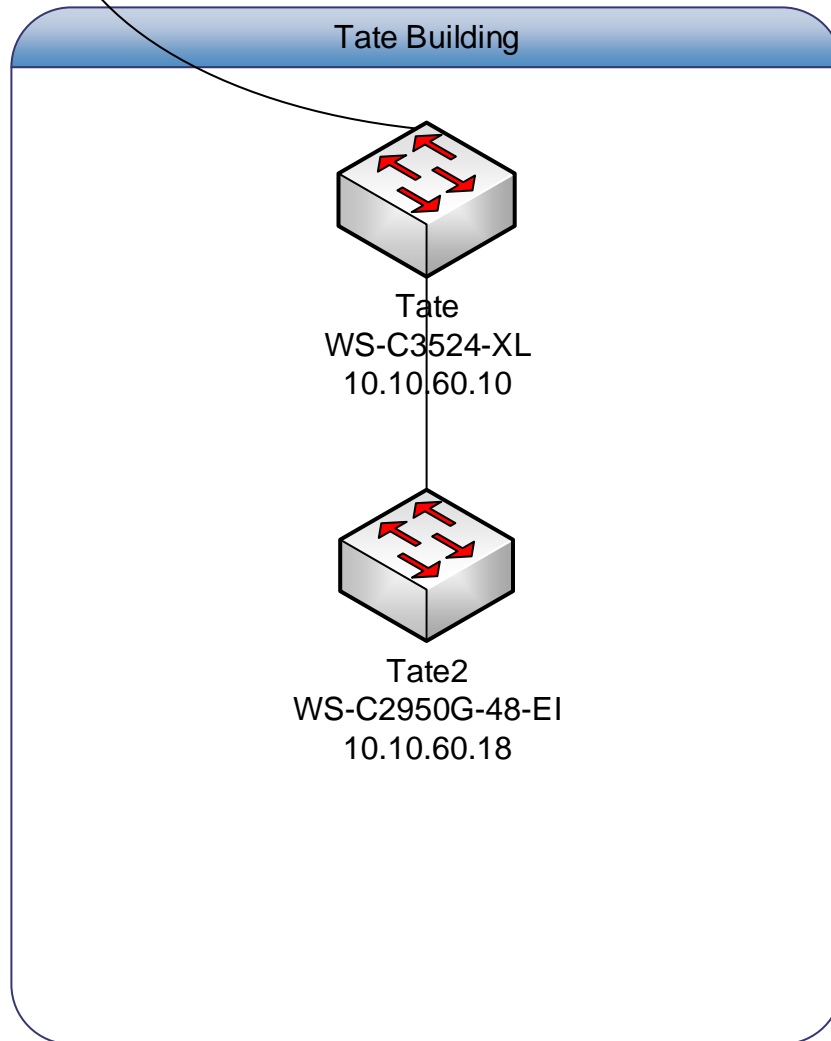 Tate Building
Tate
WS-C3524-XL
10.10.60.10
Tate2
WS-C2950G-48-EI
10.10.60.18